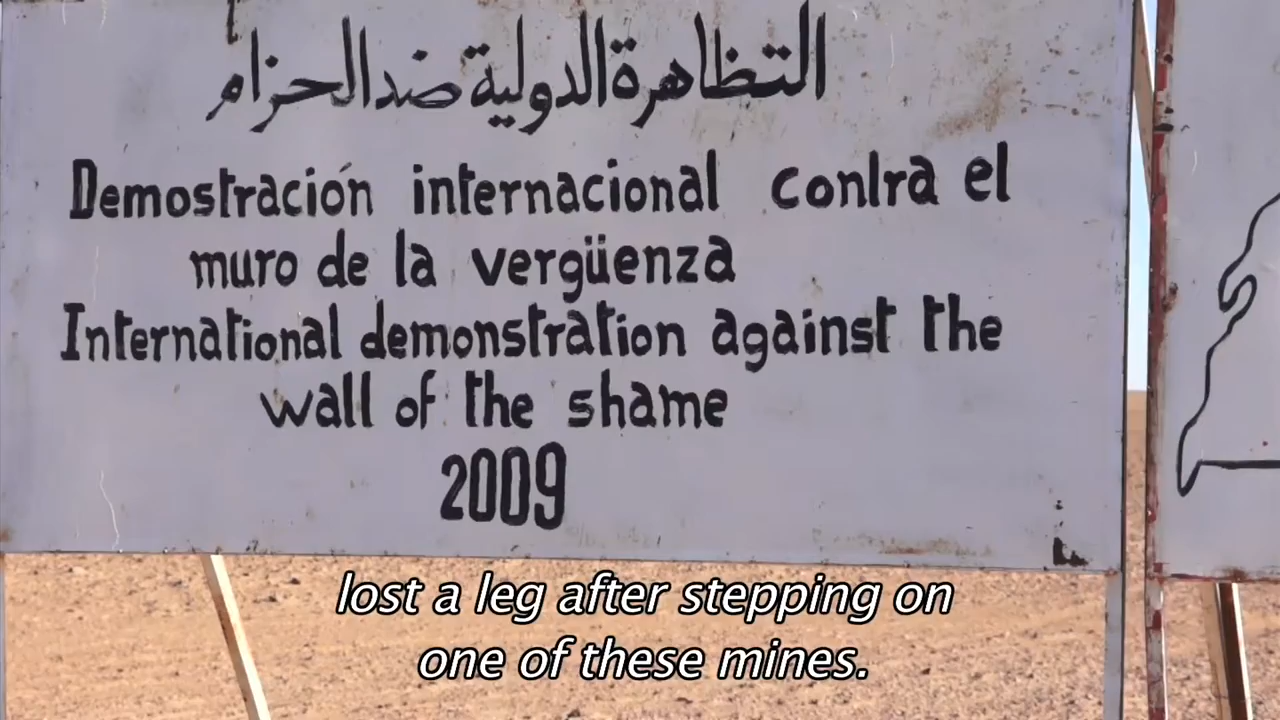 التظاهرة الدولية ضد الحزام
Demostración internacional contra el
muro de la vergüenza
International demonstration against the
wall of the shame
2009
lost a leg after stepping on
one of these mines.